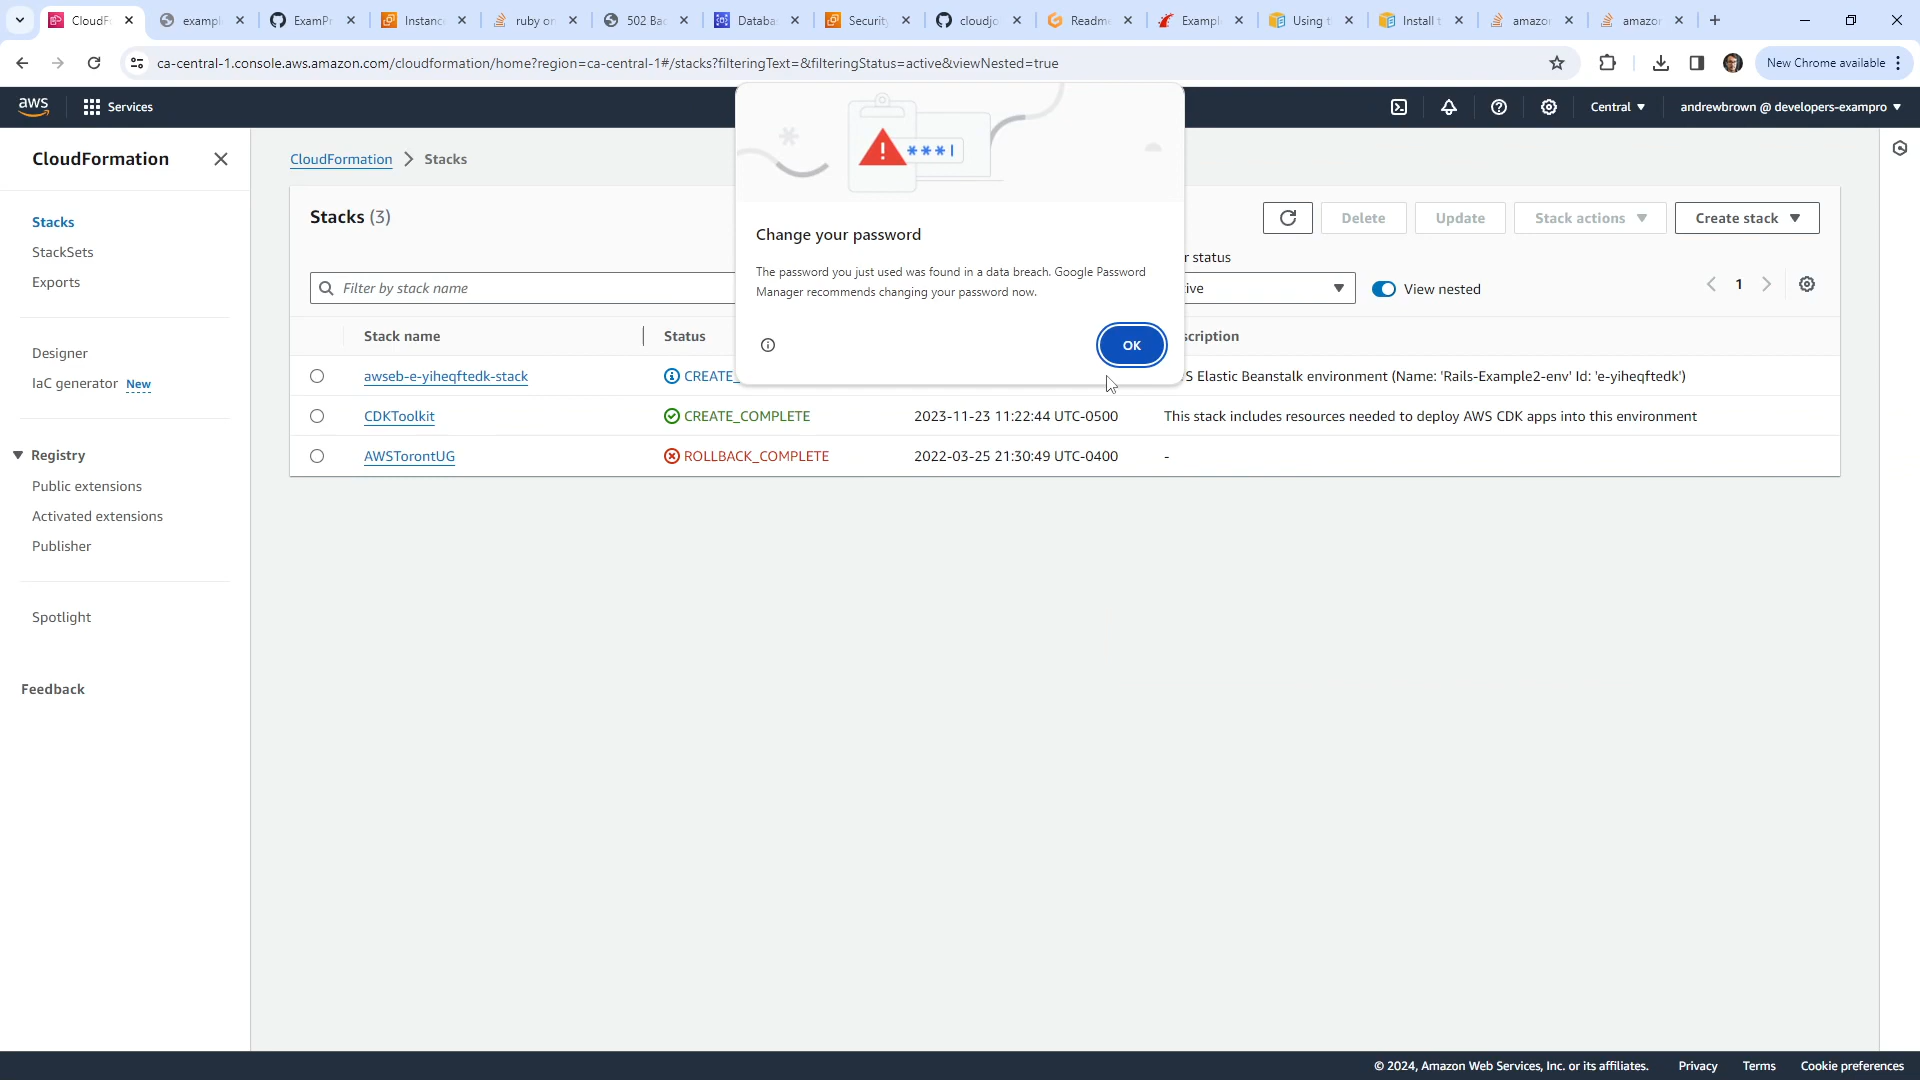 CloudF
exampl
ExamPr
Instance
ruby on
502 Bac
Databa
Security
cloudjo
Readme
Exampl
Using t
Install t
amazor
amazor
ca-central-1.console.aws.amazon.com/cloudformation/home?region=ca-central-1#/stacks?filteringText=&filteringStatus=active&viewNested=true
New Chrome available
aws
Services
Central
andrewbrown @ developers-exampro
CloudFormation
Stacks
StackSets
Exports
Designer
IaC generator New
Registry
Public extensions
Activated extensions
Publisher
Spotlight
Feedback
CloudFormation Stacks
Stacks (3)
Delete
Update
Stack actions
Create stack
Filter by stack name
r status
ive
View nested
1
***
Change your password
The password you just used was found in a data breach. Google Password
Manager recommends changing your password now.
OK
Stack name Status scription
awseb-e-yiheqftedk-stack CREATE_ S Elastic Beanstalk environment (Name: 'Rails-Example2-env' Id: 'e-yiheqftedk')
CDKToolkit CREATE_COMPLETE 2023-11-23 11:22:44 UTC-0500 This stack includes resources needed to deploy AWS CDK apps into this environment
AWSTorontUG ROLLBACK_COMPLETE 2022-03-25 21:30:49 UTC-0400 -
© 2024, Amazon Web Services, Inc. or its affiliates. Privacy Terms Cookie preferences